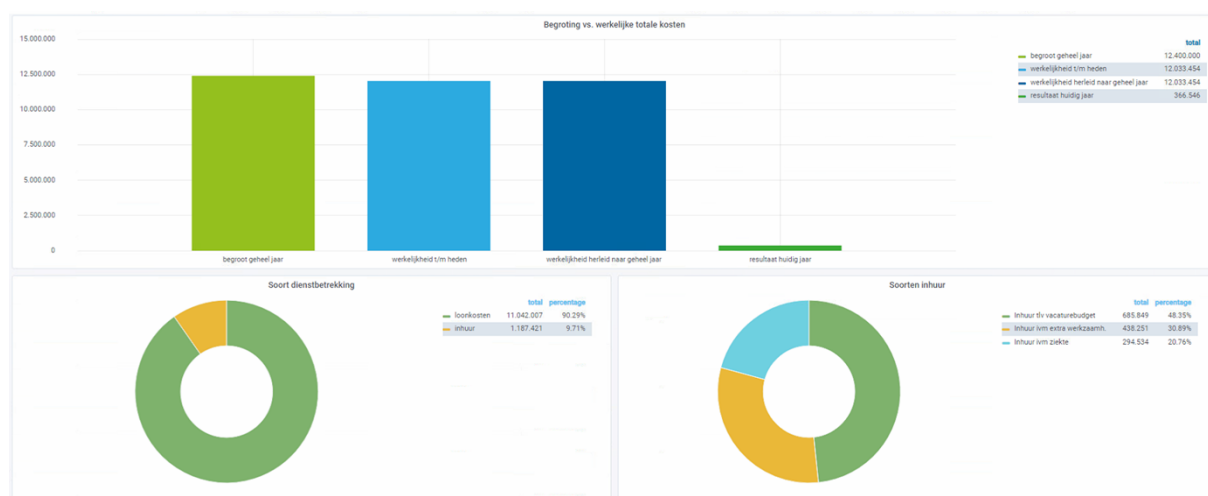 Begroting vs. werkelijke totale kosten
15.000.000
12.500.000
10.000.000
7.500.000
5.000.000
2.500.000
0
begroot geheel jaar
werkelijkheid t/m heden
werkelijkheid herleid naar geheel jaar
resultaat huidig jaar
total
begroot geheel jaar 12.400.000
werkelijkheid t/m heden 12.033.454
werkelijkheid herleid naar geheel jaar 12.033.454
resultaat huidig jaar 366.546
Soort dienstbetrekking
total percentage
loonkosten 11.042.007 90.29%
inhuur 1.187.421 9.71%
Soorten inhuur
total percentage
Inhuur tlv vacaturebudget 685.849 48.35%
Inhuur ivm extra werkzaamh. 438.251 30.89%
Inhuur ivm ziekte 294.534 20.76%